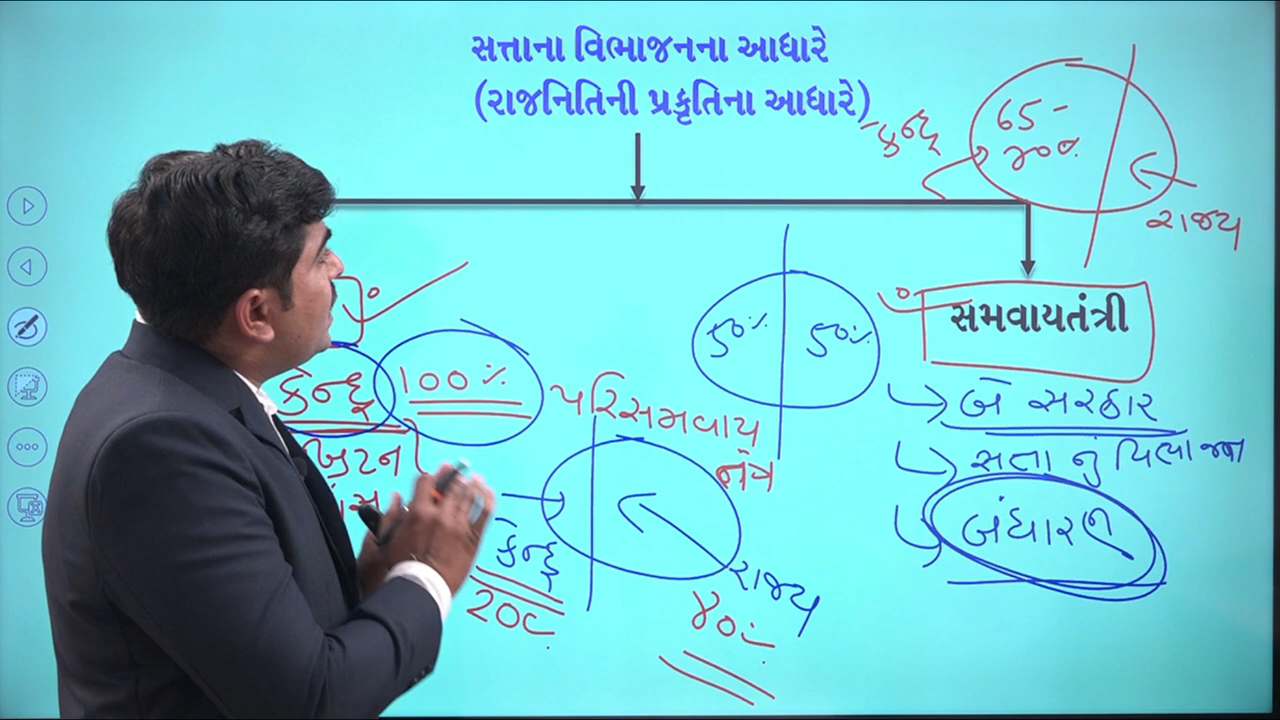 સત્તાના વિભાજનના આધારે
(રાજનિતિની પ્રકૃતિના આધારે)
કેન્દ્ર
65-
70%
રાજ્ય
સમવાયતંત્રી
50% 50%
કેન્દ્ર 100%
પરિસમવાય
તંત્ર
બ્રિટન
બે સરકાર
સતા નું વિભાજન
બંધારણ
કેન્દ્ર
20%
રાજ્ય
80%